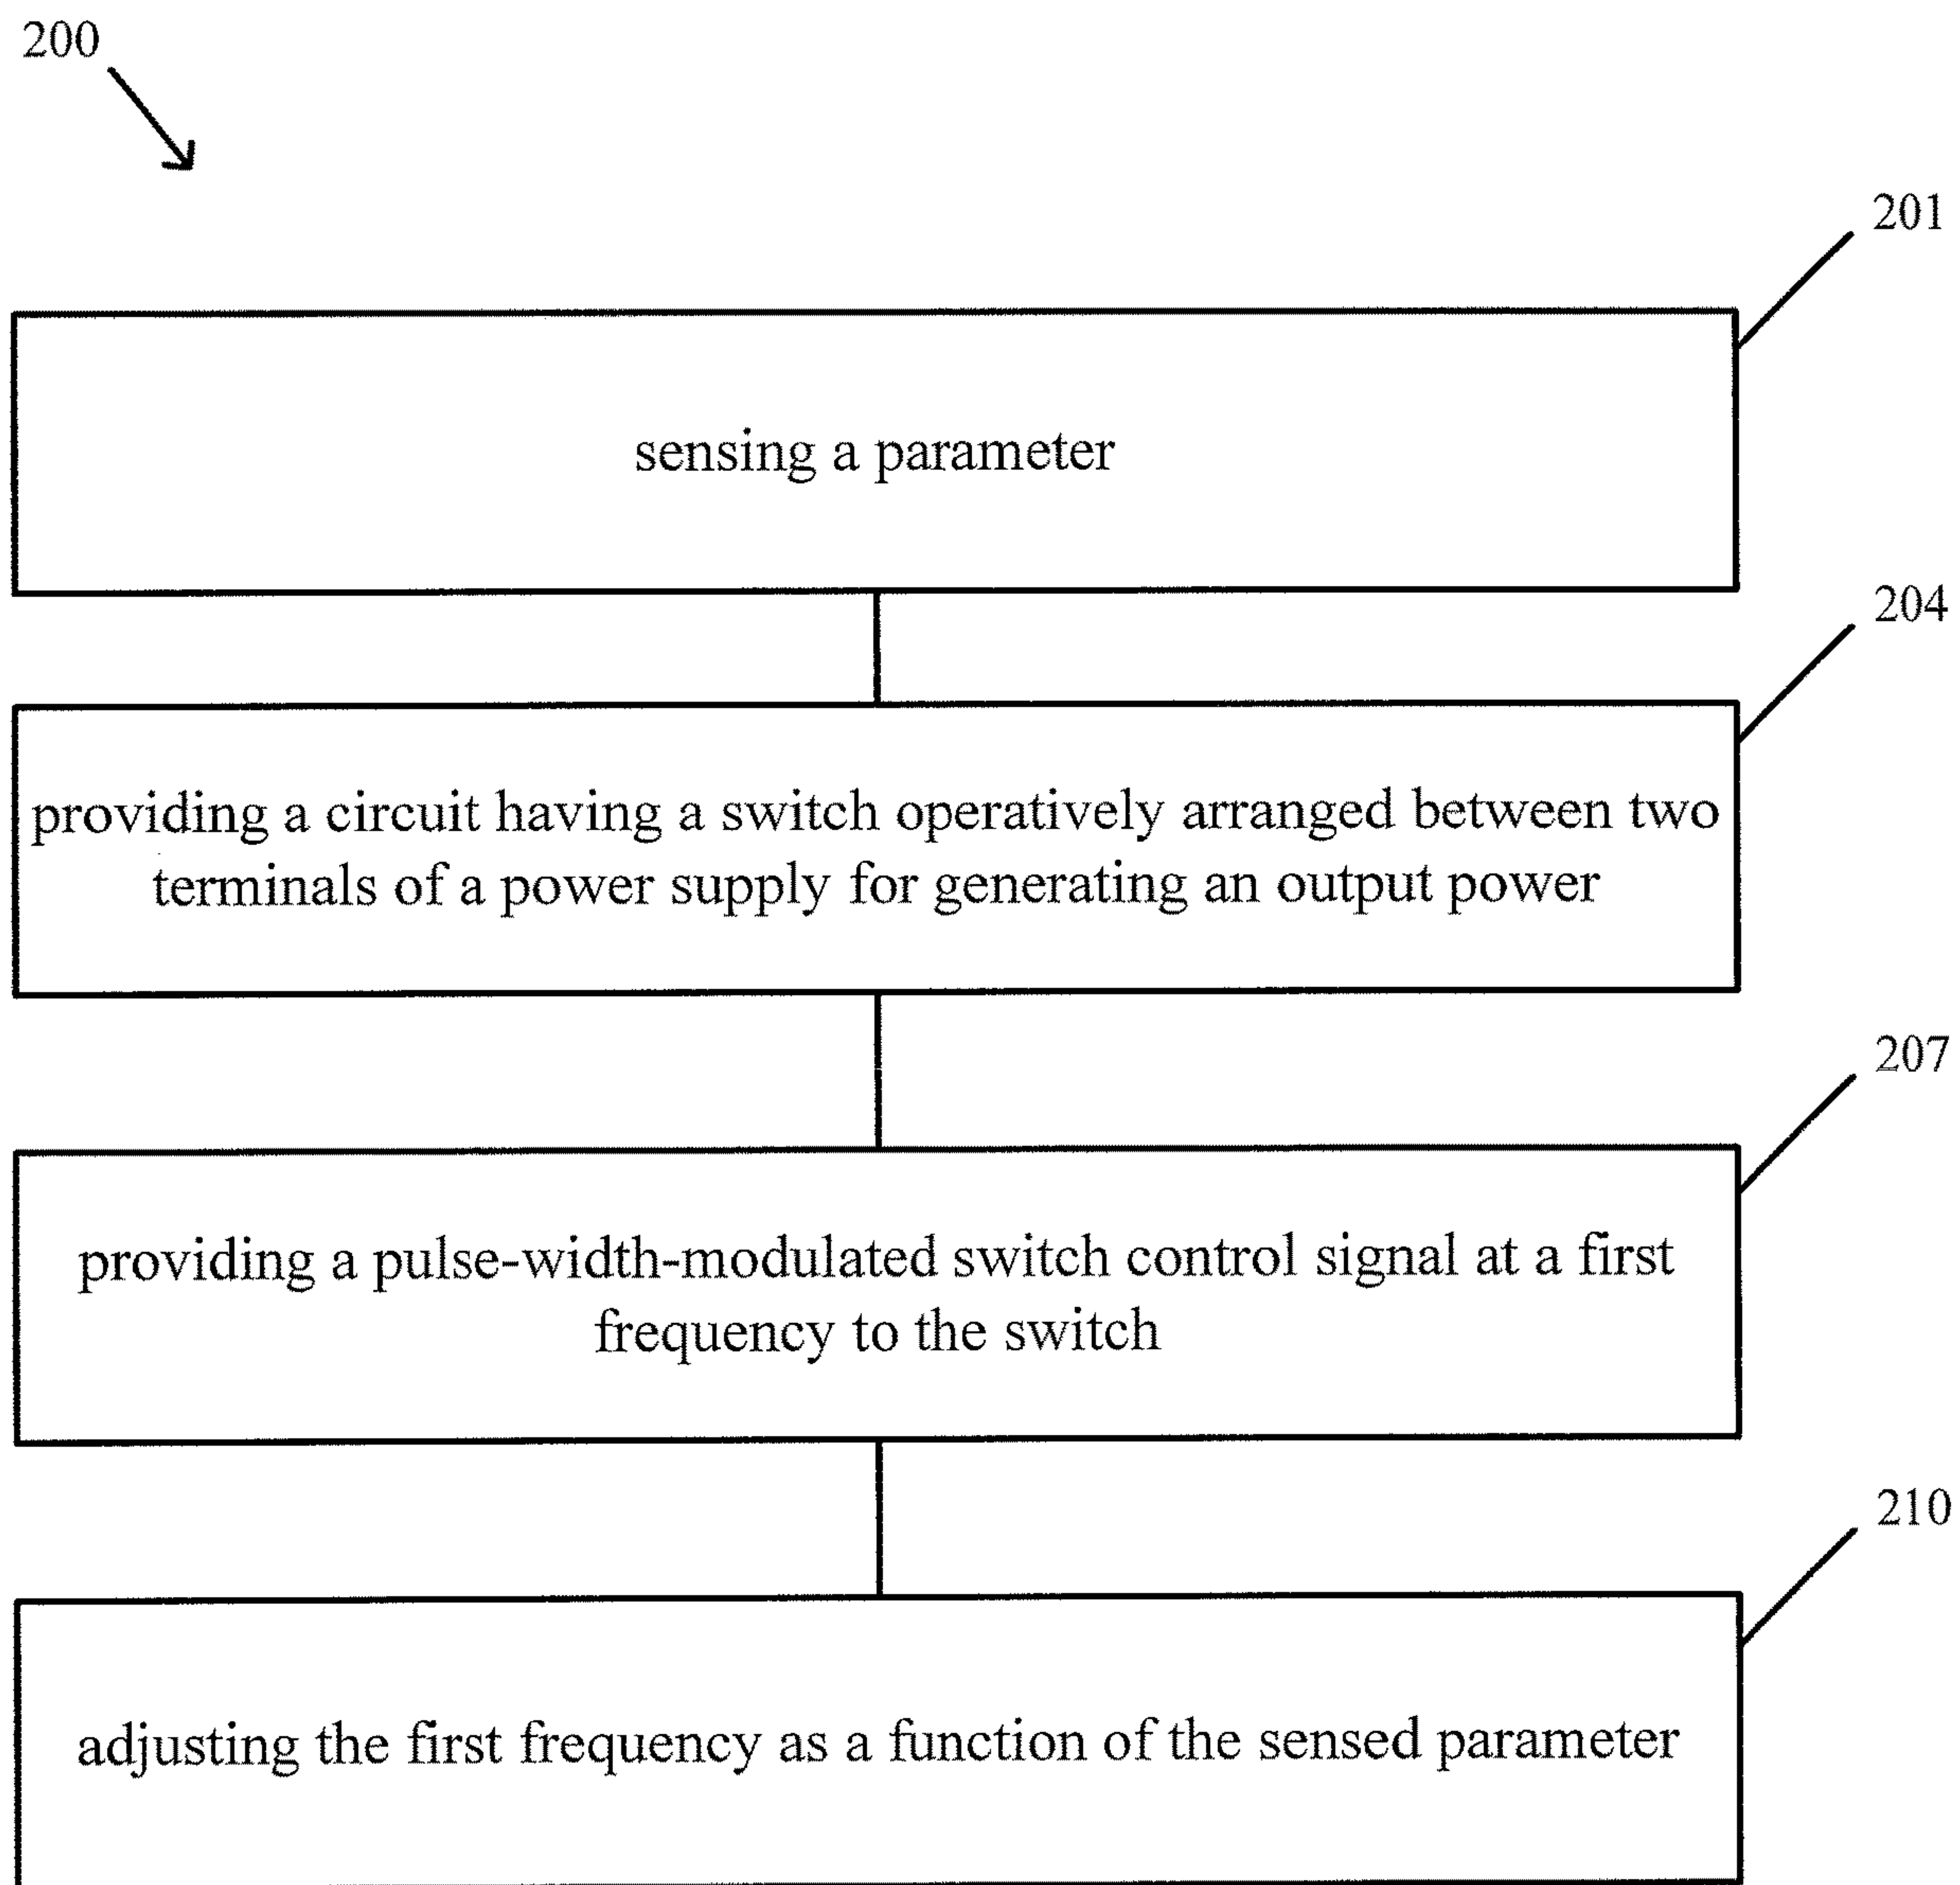 200
201
sensing a parameter
204
providing a circuit having a switch operatively arranged between two
terminals of a power supply for generating an output power
207
providing a pulse-width-modulated switch control signal at a first
frequency to the switch
210
adjusting the first frequency as a function of the sensed parameter